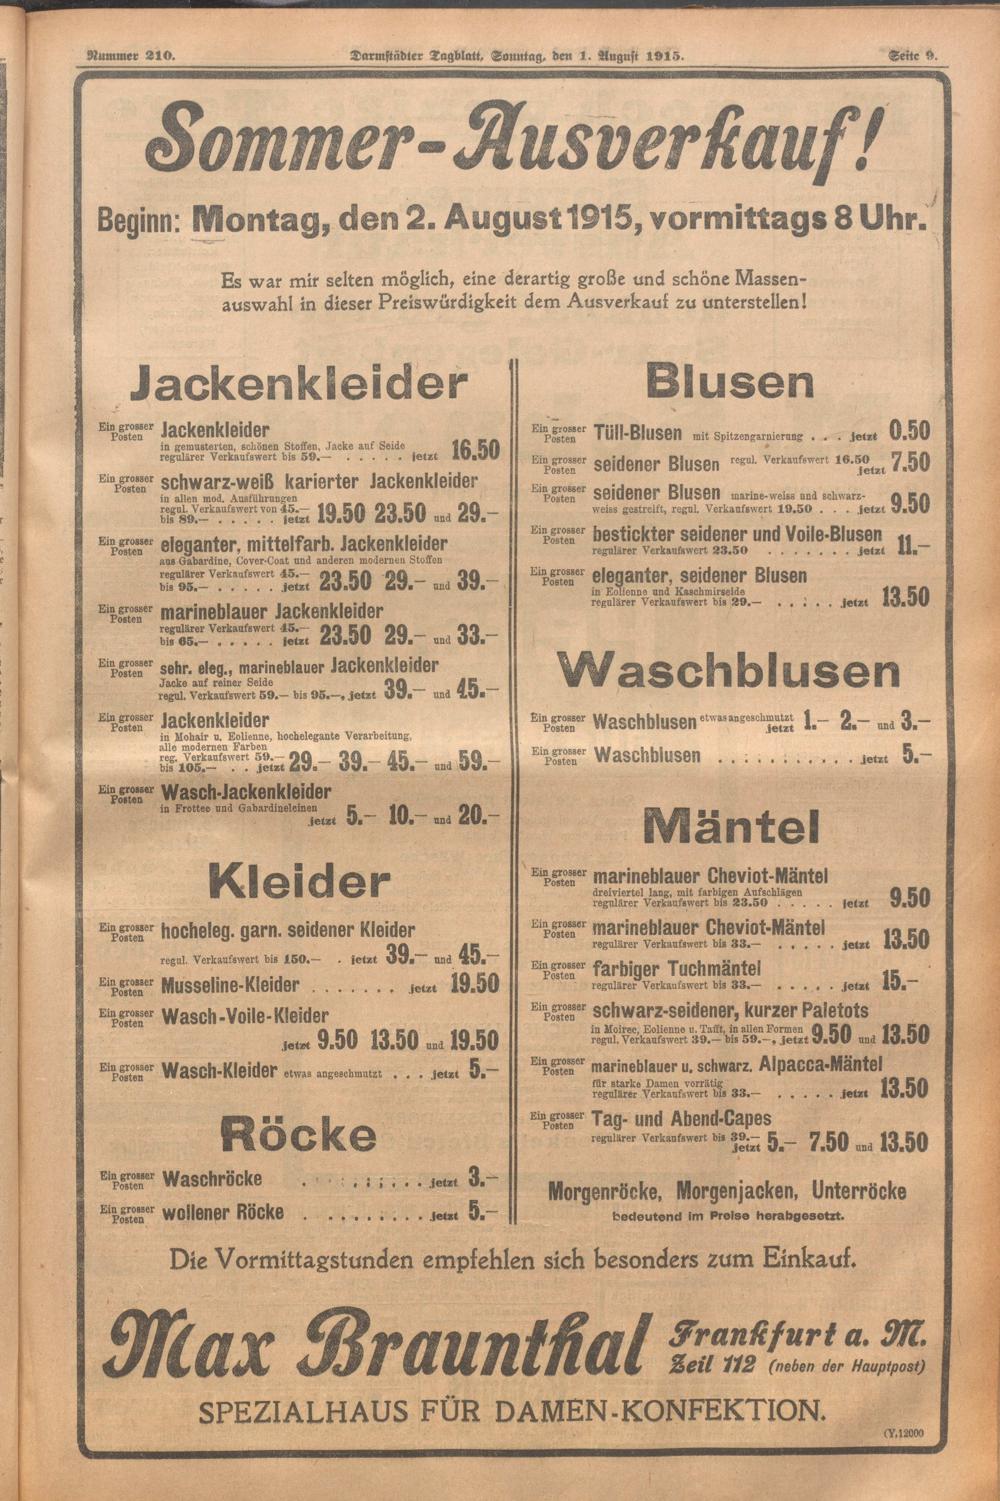 Nummer 210.
Darmstädter Tagblatt, Sonntag, den 1. August 1915.
Seite 9.
Sommer-Ausverkauf!
Beginn: Montag, den 2. August 1915, vormittags 8 Uhr.
Es war mir selten möglich, eine derartig große und schöne Massen-
auswahl in dieser Preiswürdigkeit dem Ausverkauf zu unterstellen!
Jackenkleider
Ein grosser Posten Jackenkleider
in gemusterten, schönen Stoffen, Jacke auf Seide
regulärer Verkaufswert bis 59.— . . . . . jetzt 16.50
Ein grosser Posten schwarz-weiß karierter Jackenkleider
in allen mod. Ausführungen
regul. Verkaufswert von 45.—
bis 89.— . . . . . jetzt 19.50 23.50 und 29.—
Ein grosser Posten eleganter, mittelfarb. Jackenkleider
aus Gabardine, Cover-Coat und anderen modernen Stoffen
regulärer Verkaufswert 45.—
bis 95.— . . . . . jetzt 23.50 29.— und 39.—
Ein grosser Posten marineblauer Jackenkleider
regulärer Verkaufswert 45.—
bis 65.— . . . . . jetzt 23.50 29.— und 33.—
Ein grosser Posten sehr. eleg., marineblauer Jackenkleider
Jacke auf reiner Seide
regul. Verkaufswert 59.— bis 95.—, jetzt 39.— und 45.—
Ein grosser Posten Jackenkleider
in Mohair u. Eolienne, hochelegante Verarbeitung,
alle modernen Farben
reg. Verkaufswert 59.—
bis 105.— . . jetzt 29.— 39.— 45.— und 59.—
Ein grosser Posten Wasch-Jackenkleider
in Frottee und Gabardineleinen
jetzt 5.— 10.— und 20.—
Kleider
Ein grosser Posten hocheleg. garn. seidener Kleider
regul. Verkaufswert bis 150.— . jetzt 39.— und 45.—
Ein grosser Posten Musseline-Kleider . . . . . . . jetzt 19.50
Ein grosser Posten Wasch-Voile-Kleider
jetzt 9.50 13.50 und 19.50
Ein grosser Posten Wasch-Kleider etwas angeschmutzt . . . jetzt 5.—
Röcke
Ein grosser Posten Waschröcke . . . . . . . . jetzt 3.—
Ein grosser Posten wollener Röcke . . . . . . . . jetzt 5.—
Blusen
Ein grosser Posten Tüll-Blusen mit Spitzengarnierung . . . jetzt 0.50
Ein grosser Posten seidener Blusen regul. Verkaufswert 16.50 jetzt 7.50
Ein grosser Posten seidener Blusen marine-weiss und schwarz-
weiss gestreift, regul. Verkaufswert 19.50 . . . jetzt 9.50
Ein grosser Posten bestickter seidener und Voile-Blusen
regulärer Verkaufswert 23.50 . . . . . . . jetzt 11.—
Ein grosser Posten eleganter, seidener Blusen
in Eolienne und Kaschmirseide
regulärer Verkaufswert bis 29.— . . . . . jetzt 13.50
Waschblusen
Ein grosser Posten Waschblusen etwas angeschmutzt jetzt 1.— 2.— und 3.—
Ein grosser Posten Waschblusen . . . . . . . . . . . jetzt 5.—
Mäntel
Ein grosser Posten marineblauer Cheviot-Mäntel
dreiviertel lang, mit farbigen Aufschlägen
regulärer Verkaufswert bis 23.50 . . . . . jetzt 9.50
Ein grosser Posten marineblauer Cheviot-Mäntel
regulärer Verkaufswert bis 33.— . . . . . jetzt 13.50
Ein grosser Posten farbiger Tuchmäntel
regulärer Verkaufswert bis 33.— . . . . . jetzt 15.—
Ein grosser Posten schwarz-seidener, kurzer Paletots
in Moiree, Eolienne u. Tafft, in allen Formen
regul. Verkaufswert 39.— bis 59.—, jetzt 9.50 und 13.50
Ein grosser Posten marineblauer u. schwarz. Alpacca-Mäntel
für starke Damen vorrätig
regulärer Verkaufswert bis 33.— . . . . . jetzt 13.50
Ein grosser Posten Tag- und Abend-Capes
regulärer Verkaufswert bis 39.—
jetzt 5.— 7.50 und 13.50
Morgenröcke, Morgenjacken, Unterröcke
bedeutend im Preise herabgesetzt.
Die Vormittagstunden empfehlen sich besonders zum Einkauf.
Max Braunthal
Frankfurt a. M.
Zeil 112 (neben der Hauptpost)
SPEZIALHAUS FÜR DAMEN-KONFEKTION.
(Y,12000